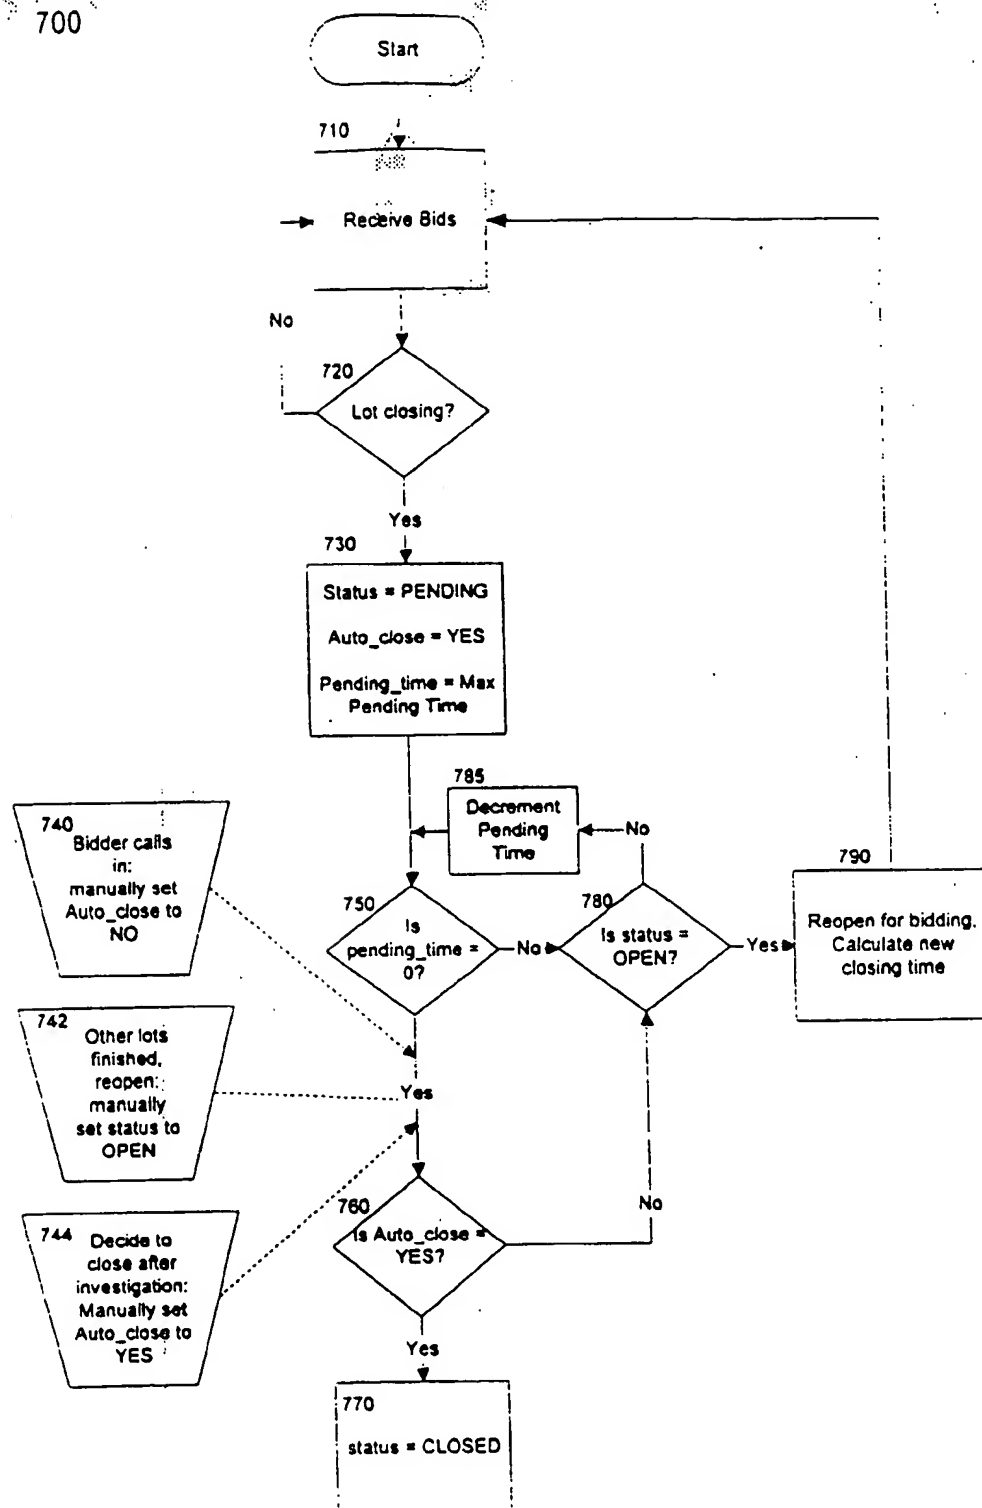 700
Start
710
Receive Bids
No
720
Lot closing?
Yes
730
Status = PENDING
Auto_close = YES
Pending_time = Max
Pending Time
785
Decrement
Pending
Time
No
740
Bidder calls
in:
manually set
Auto_close to
NO
750
Is
pending_time =
0?
No
780
Is status =
OPEN?
Yes
790
Reopen for bidding.
Calculate new
closing time
742
Other lots
finished,
reopen:
manually
set status to
OPEN
Yes
744
Decide to
close after
investigation:
Manually set
Auto_close to
YES
760
Is Auto_close =
YES?
No
Yes
770
status = CLOSED